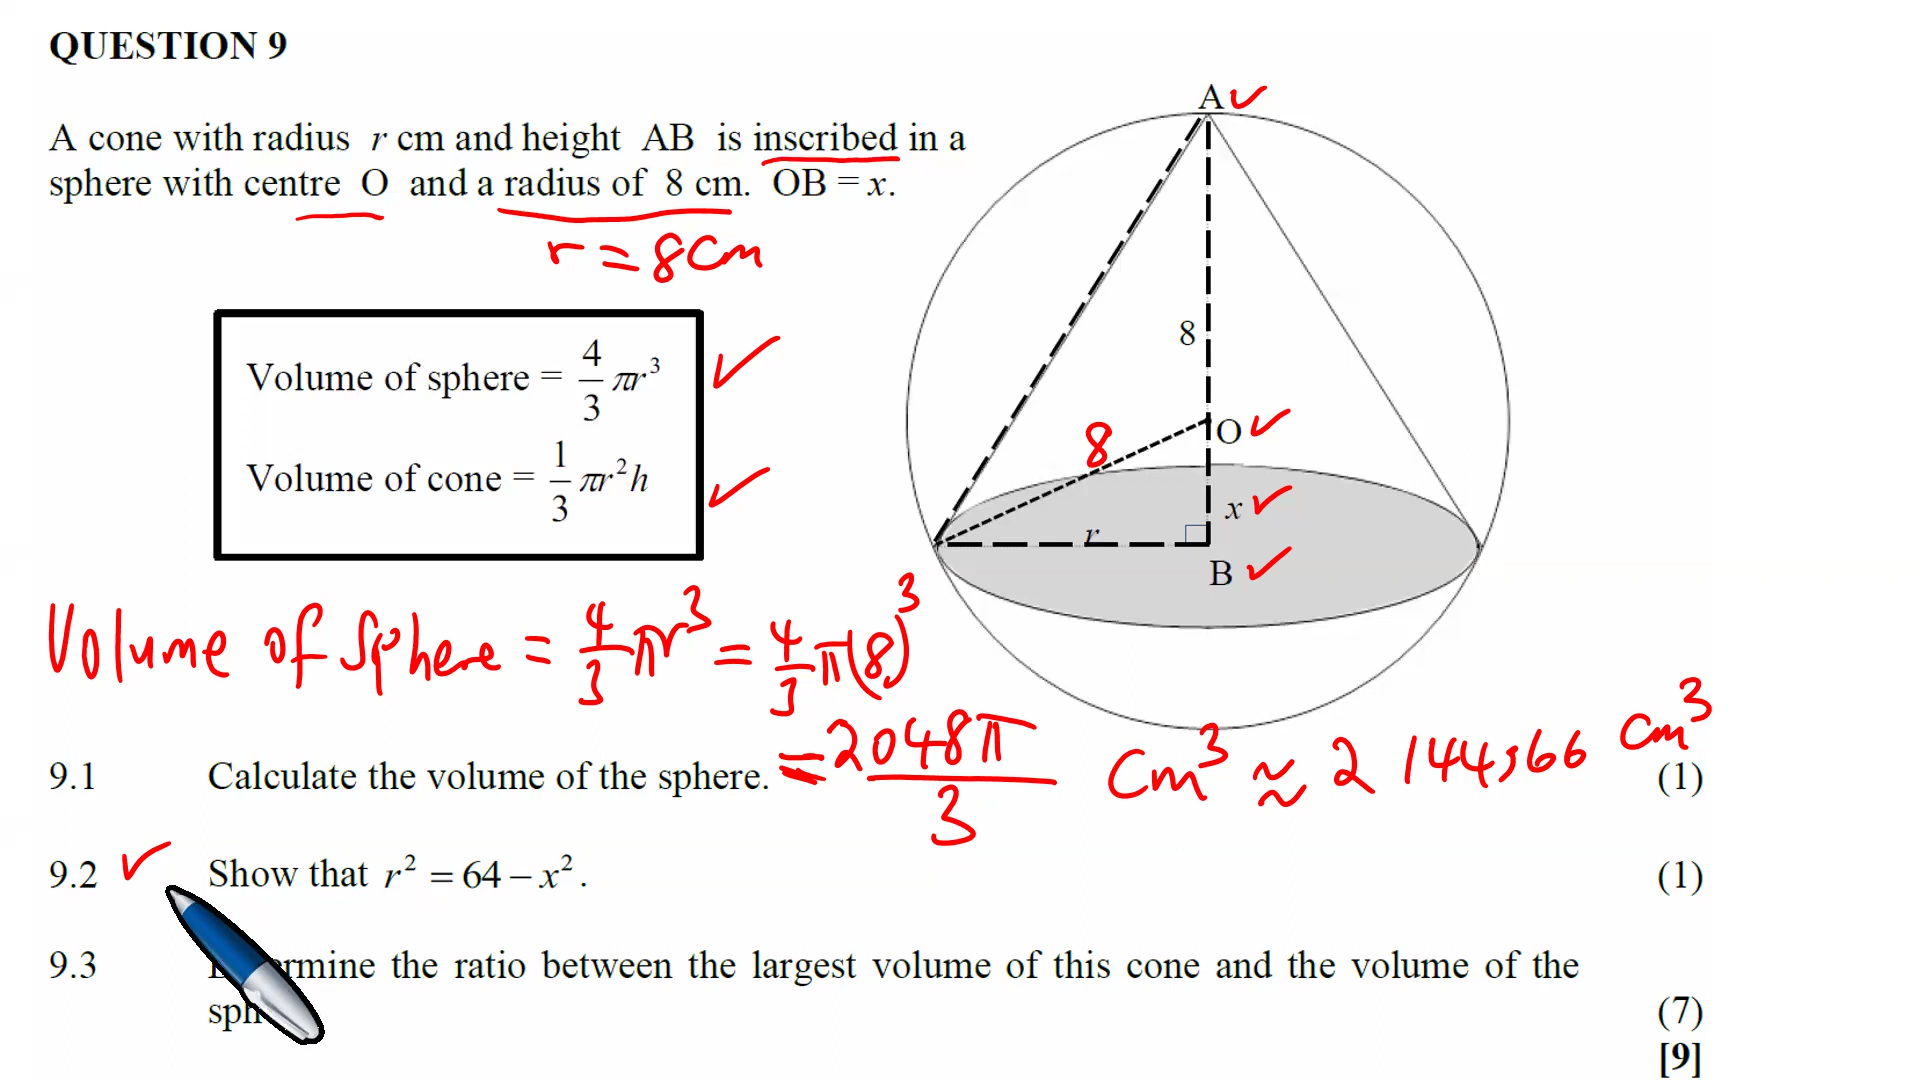 QUESTION 9
A cone with radius r cm and height AB is inscribed in a
sphere with centre O and a radius of 8 cm. OB = x.
r = 8cm
Volume of sphere = 4/3 πr³
Volume of cone = 1/3 πr²h
A
8
O
8
x
r
B
Volume of sphere = 4/3 πr³ = 4/3 π(8)³
= 2048π/3 cm³ ≈ 2 144,66 cm³
9.1 Calculate the volume of the sphere. (1)
9.2 Show that r² = 64 – x². (1)
9.3 rmine the ratio between the largest volume of this cone and the volume of the
sph (7)
[9]